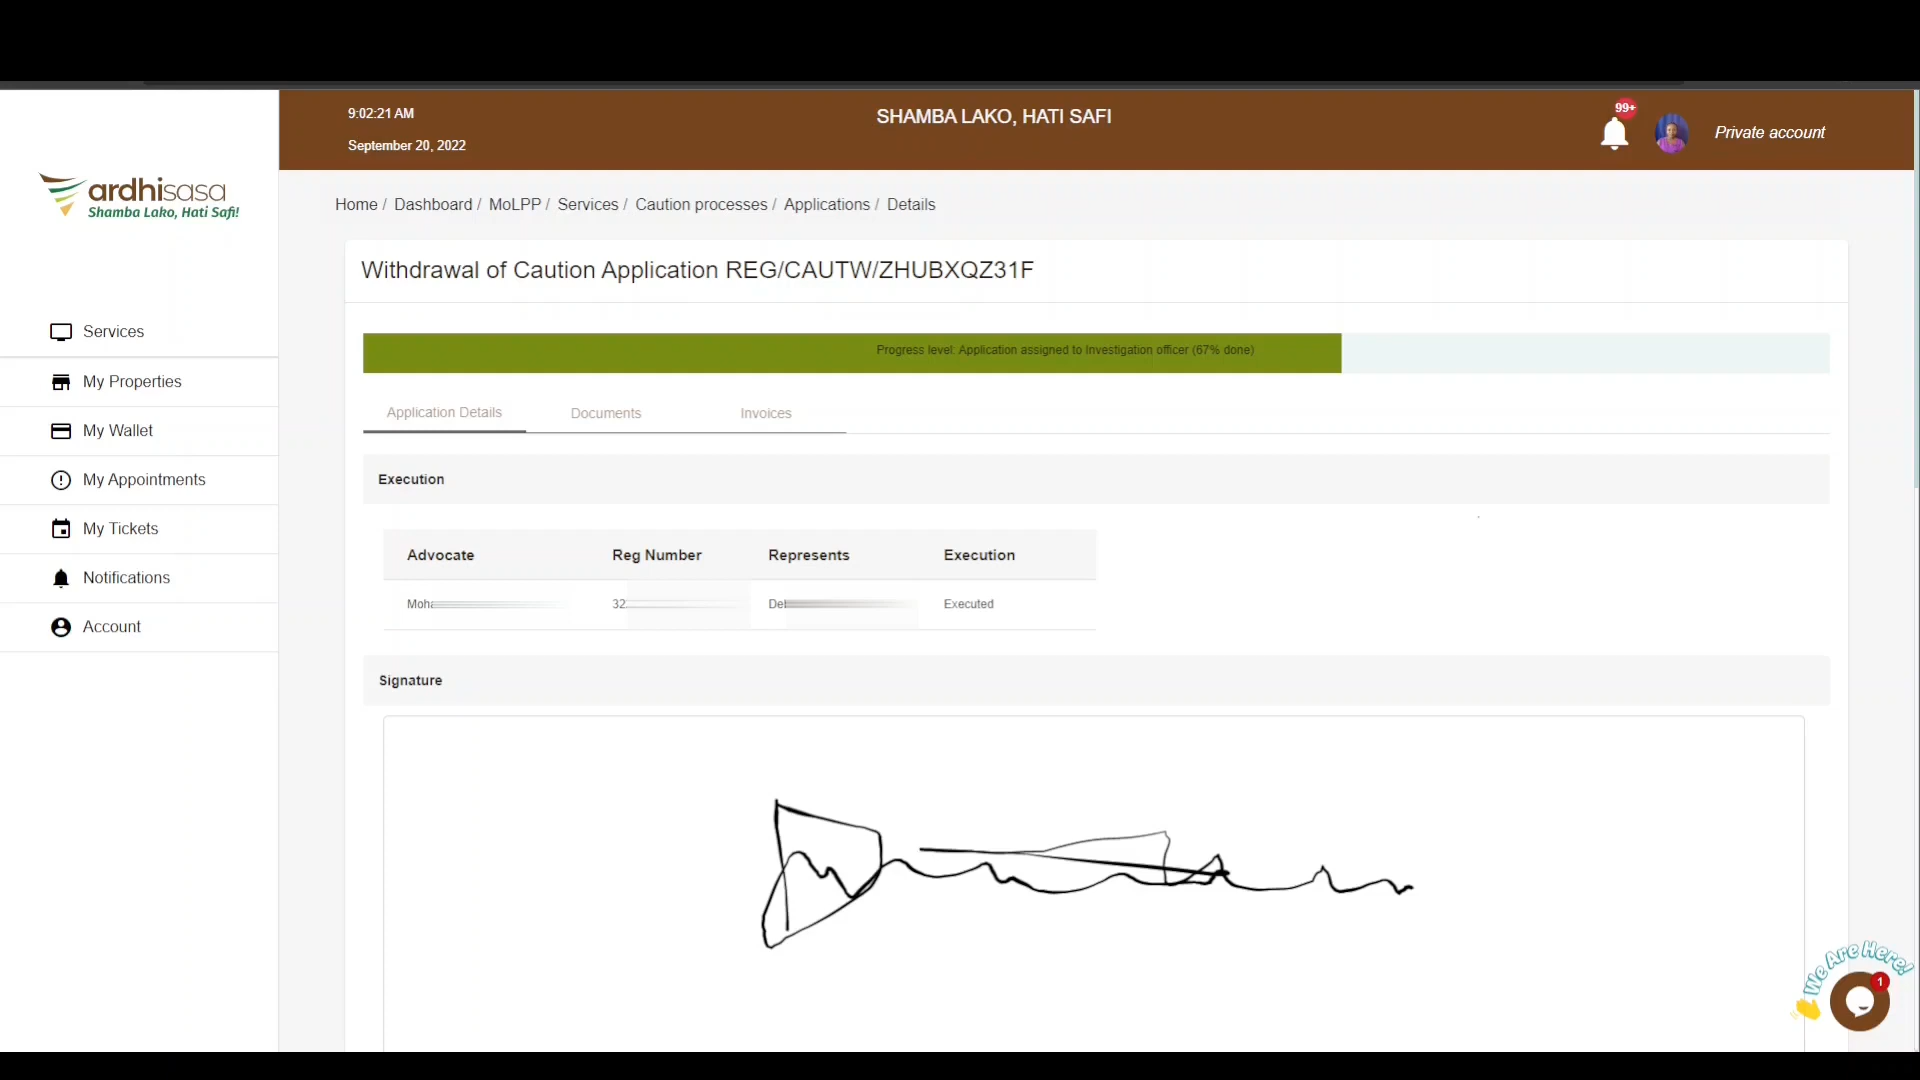 9:02:21 AM
September 20, 2022
SHAMBA LAKO, HATI SAFI
99+
Private account
ardhisasa
Shamba Lako, Hati Safi!
Home / Dashboard / MoLPP / Services / Caution processes / Applications / Details
Withdrawal of Caution Application REG/CAUTW/ZHUBXQZ31F
Services
My Properties
My Wallet
My Appointments
My Tickets
Notifications
Account
Progress level: Application assigned to Investigation officer (67% done)
Application Details Documents Invoices
Execution
Advocate Reg Number Represents Execution
32 Executed
Signature
We Are Here!
1